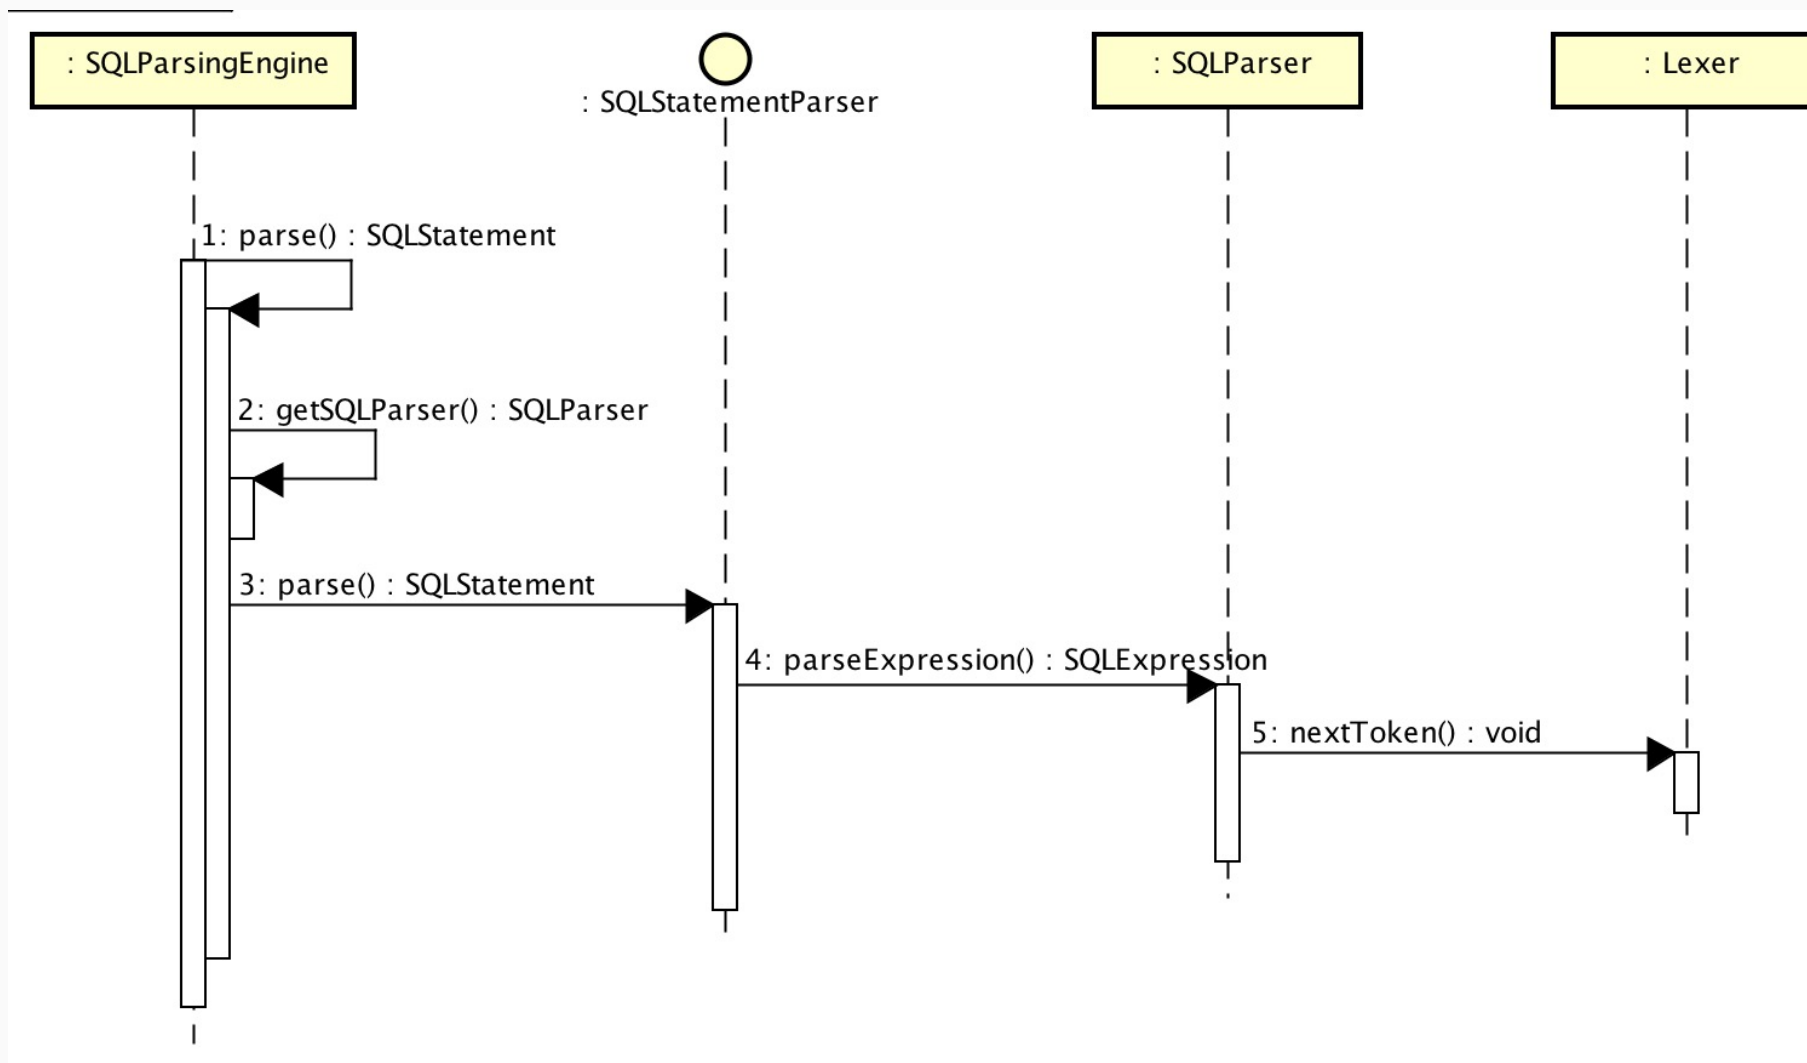 : SQLParsingEngine
: SQLStatementParser
: SQLParser
: Lexer
1: parse() : SQLStatement
2: getSQLParser() : SQLParser
3: parse() : SQLStatement
4: parseExpression() : SQLExpression
5: nextToken() : void